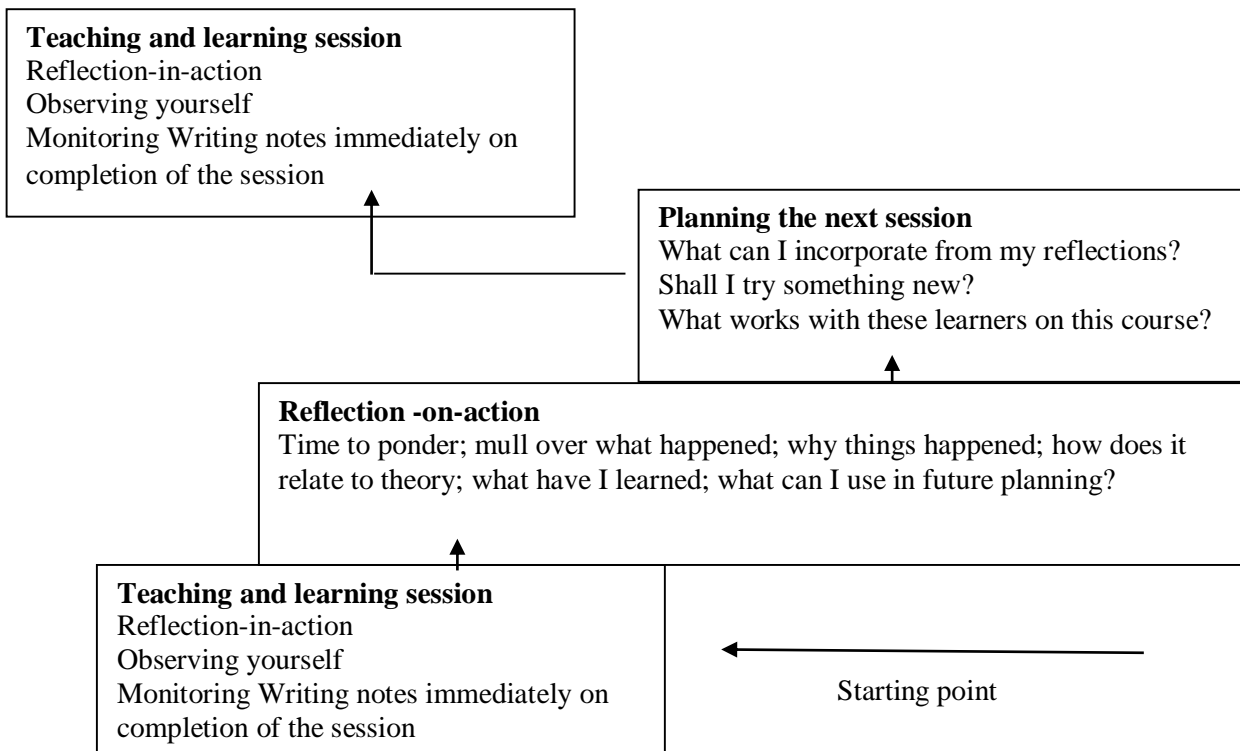 Teaching and learning session
Reflection-in-action
Observing yourself
Monitoring Writing notes immediately on
completion of the session
Planning the next session
What can I incorporate from my reflections?
Shall I try something new?
What works with these learners on this course?
Reflection -on-action
Time to ponder; mull over what happened; why things happened; how does it
relate to theory; what have I learned; what can I use in future planning?
Teaching and learning session
Reflection-in-action
Observing yourself
Monitoring Writing notes immediately on
completion of the session
Starting point